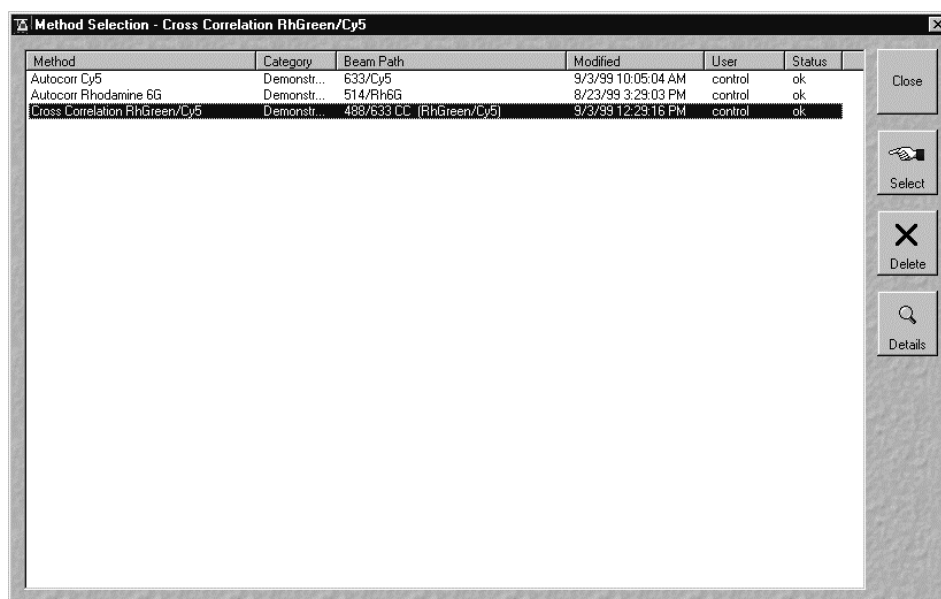 Method Selection - Cross Correlation RhGreen/Cy5
Method Category Beam Path Modified User Status
Autocorr Cy5 Demonstr... 633/Cy5 9/3/99 10:05:04 AM control ok
Autocorr Rhodamine 6G Demonstr... 514/Rh6G 8/23/99 3:29:03 PM control ok
Cross Correlation RhGreen/Cy5 Demonstr... 488/633 CC (RhGreen/Cy5) 9/3/99 12:29:16 PM control ok
Close
Select
Delete
Details